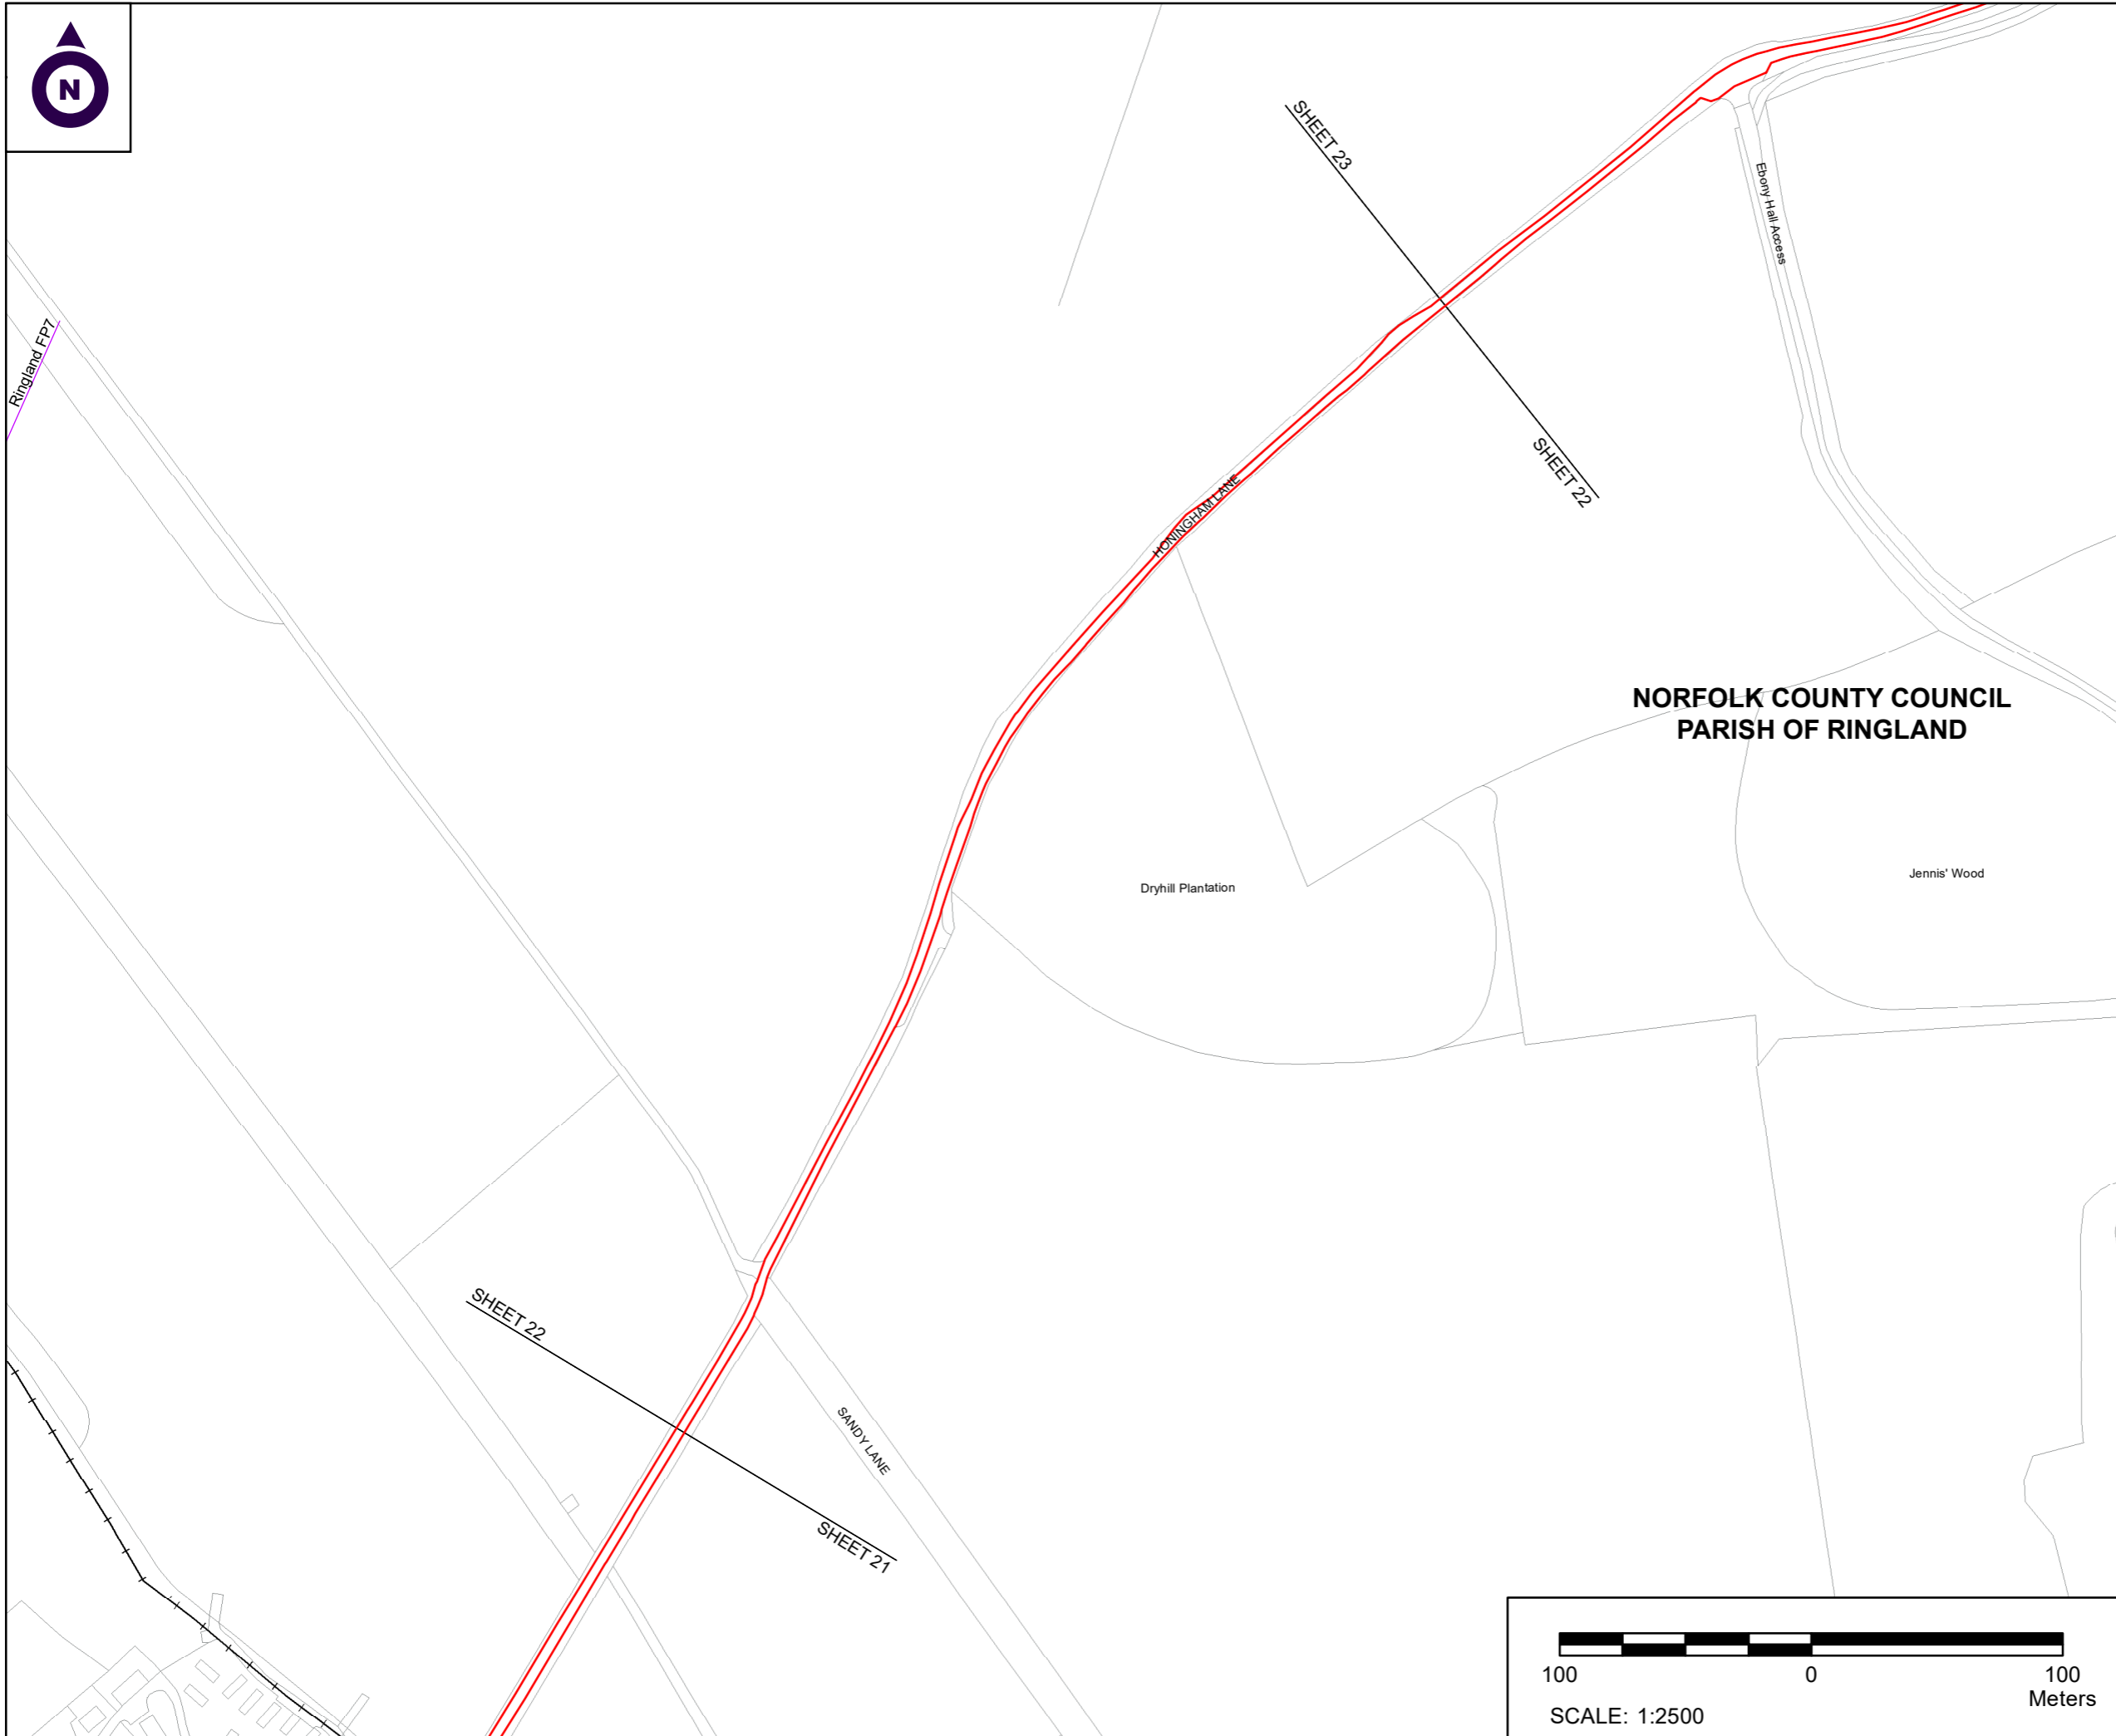 N
SHEET 23
Ebony Hall Access
Ringland FP7
SHEET 22
HONINGHAM LANE
NORFOLK COUNTY COUNCIL
PARISH OF RINGLAND
Jennis' Wood
Dryhill Plantation
SHEET 22
SANDY LANE
SHEET 21
100 0 100
Meters
SCALE: 1:2500